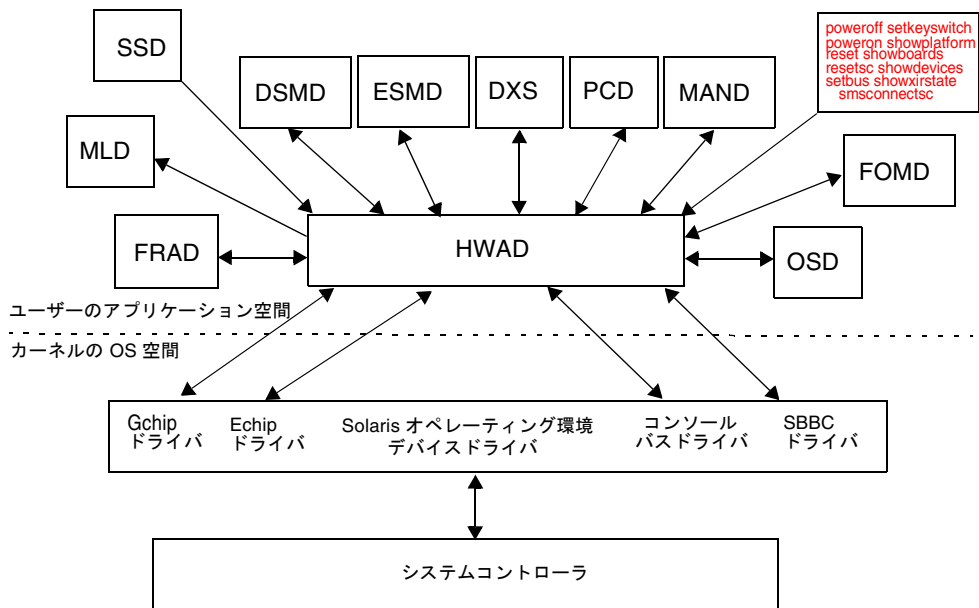 SSD
poweroff setkeyswitch
poweron showplatform
reset showboards
resetsc showdevices
setbus showxirstate
smsconnectsc
DSMD
ESMD
DXS
PCD
MAND
MLD
FOMD
FRAD
HWAD
OSD
ユーザーのアプリケーション空間
カーネルの OS 空間
Gchip
ドライバ
Echip
ドライバ
Solaris オペレーティング環境
デバイスドライバ
コンソール
バスドライバ
SBBC
ドライバ
システムコントローラ